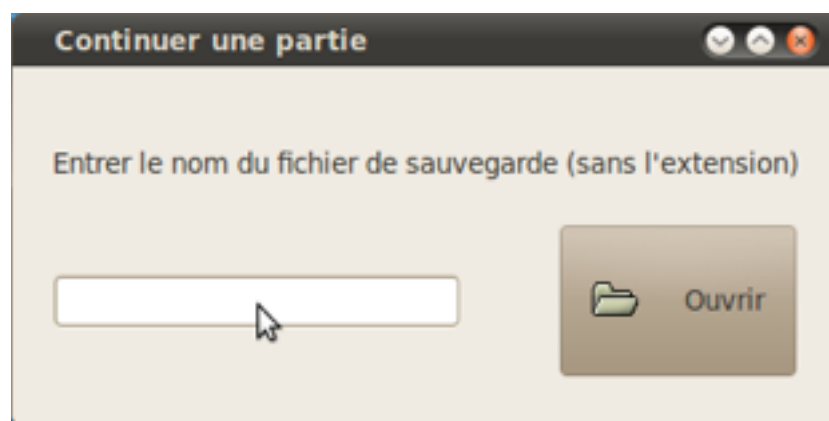 Continuer une partie
Entrer le nom du fichier de sauvegarde (sans l'extension)
Ouvrir